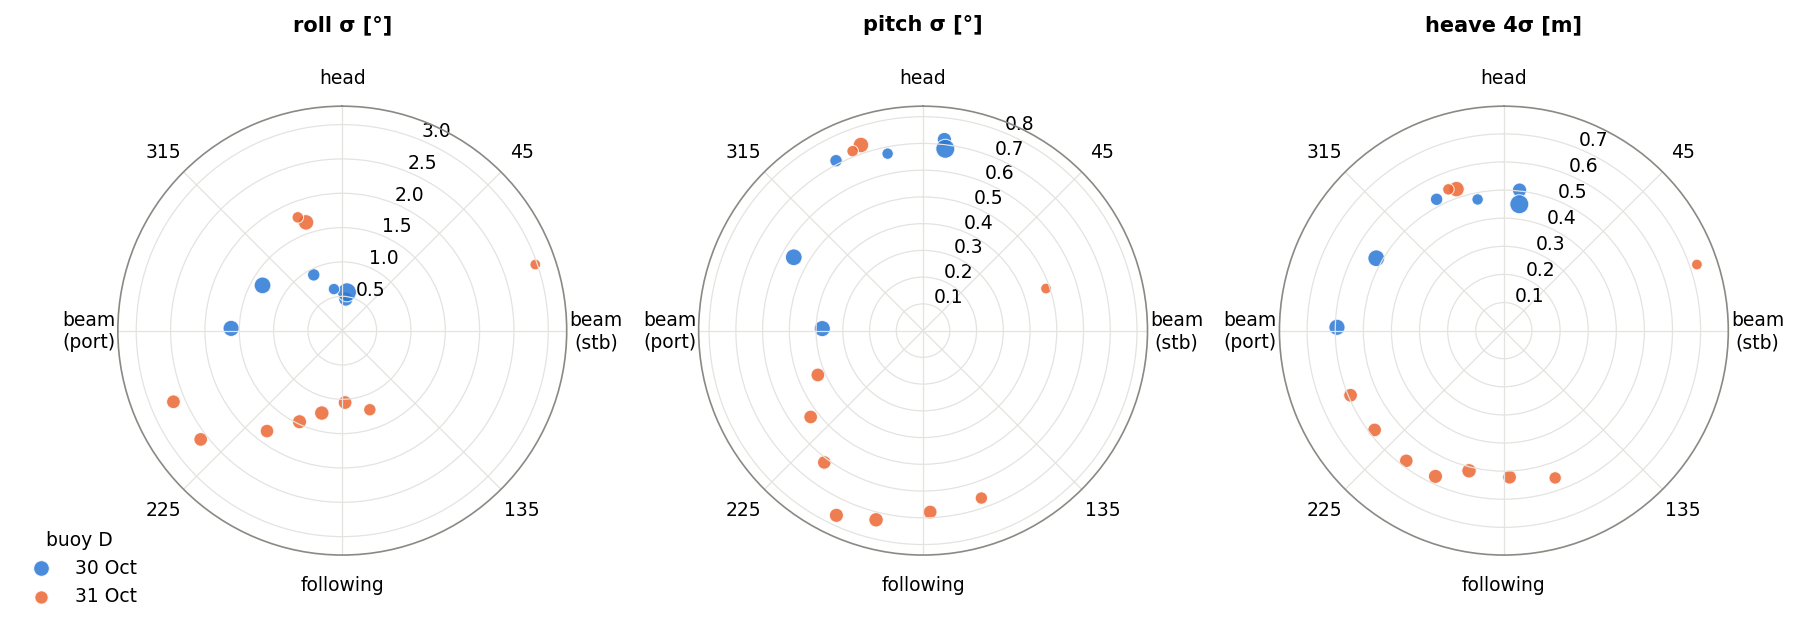 roll σ [°]
head
315
45
3.0
2.5
2.0
1.5
1.0
0.5
beam
(port)
beam
(stb)
225
135
following
pitch σ [°]
head
315
45
0.8
0.7
0.6
0.5
0.4
0.3
0.2
0.1
beam
(port)
beam
(stb)
225
135
following
heave 4σ [m]
head
315
45
0.7
0.6
0.5
0.4
0.3
0.2
0.1
beam
(port)
beam
(stb)
225
135
following
buoy D
30 Oct
31 Oct